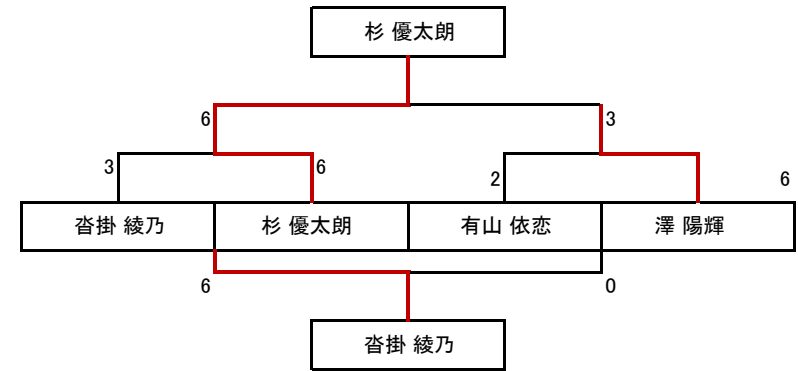 杉 優太朗
6 3
3 6 2 6
沓掛 綾乃 杉 優太朗 有山 依恋 澤 陽輝
6 0
沓掛 綾乃